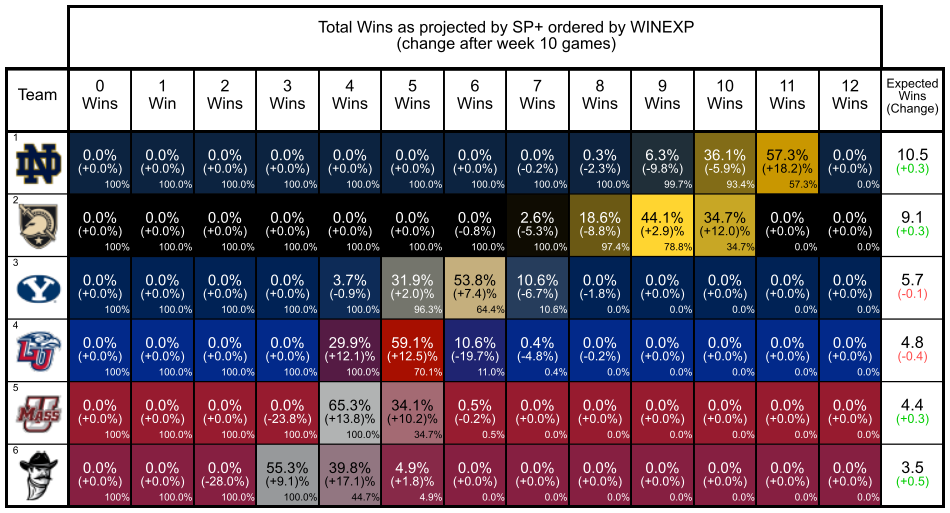 Total Wins as projected by SP+ ordered by WINEXP
(change after week 10 games)
Team 0 Wins 1 Win 2 Wins 3 Wins 4 Wins 5 Wins 6 Wins 7 Wins 8 Wins 9 Wins 10 Wins 11 Wins 12 Wins Expected Wins (Change)
1
ND 0.0% 0.0% 0.0% 0.0% 0.0% 0.0% 0.0% 0.0% 0.3% 6.3% 36.1% 57.3% 0.0% 10.5
(+0.0%) (+0.0%) (+0.0%) (+0.0%) (+0.0%) (+0.0%) (+0.0%) (-0.2%) (-2.3%) (-9.8%) (-5.9%) (+18.2)% (+0.0%) (+0.3)
100% 100.0% 100.0% 100.0% 100.0% 100.0% 100.0% 100.0% 100.0% 99.7% 93.4% 57.3% 0.0%
2
0.0% 0.0% 0.0% 0.0% 0.0% 0.0% 0.0% 2.6% 18.6% 44.1% 34.7% 0.0% 0.0% 9.1
(+0.0%) (+0.0%) (+0.0%) (+0.0%) (+0.0%) (+0.0%) (-0.8%) (-5.3%) (-8.8%) (+2.9)% (+12.0)% (+0.0%) (+0.0%) (+0.3)
100% 100.0% 100.0% 100.0% 100.0% 100.0% 100.0% 100.0% 97.4% 78.8% 34.7% 0.0% 0.0%
3
Y 0.0% 0.0% 0.0% 0.0% 3.7% 31.9% 53.8% 10.6% 0.0% 0.0% 0.0% 0.0% 0.0% 5.7
(+0.0%) (+0.0%) (+0.0%) (+0.0%) (-0.9%) (+2.0)% (+7.4)% (-6.7%) (-1.8%) (+0.0%) (+0.0%) (+0.0%) (+0.0%) (-0.1)
100% 100.0% 100.0% 100.0% 100.0% 96.3% 64.4% 10.6% 0.0% 0.0% 0.0% 0.0% 0.0%
4
LU 0.0% 0.0% 0.0% 0.0% 29.9% 59.1% 10.6% 0.4% 0.0% 0.0% 0.0% 0.0% 0.0% 4.8
(+0.0%) (+0.0%) (+0.0%) (+0.0%) (+12.1)% (+12.5)% (-19.7%) (-4.8%) (-0.2%) (+0.0%) (+0.0%) (+0.0%) (+0.0%) (-0.4)
100% 100.0% 100.0% 100.0% 100.0% 70.1% 11.0% 0.4% 0.0% 0.0% 0.0% 0.0% 0.0%
5
U MASS 0.0% 0.0% 0.0% 0.0% 65.3% 34.1% 0.5% 0.0% 0.0% 0.0% 0.0% 0.0% 0.0% 4.4
(+0.0%) (+0.0%) (+0.0%) (-23.8%) (+13.8)% (+10.2)% (-0.2%) (+0.0%) (+0.0%) (+0.0%) (+0.0%) (+0.0%) (+0.0%) (+0.3)
100% 100.0% 100.0% 100.0% 100.0% 34.7% 0.5% 0.0% 0.0% 0.0% 0.0% 0.0% 0.0%
6
0.0% 0.0% 0.0% 55.3% 39.8% 4.9% 0.0% 0.0% 0.0% 0.0% 0.0% 0.0% 0.0% 3.5
(+0.0%) (+0.0%) (-28.0%) (+9.1)% (+17.1)% (+1.8)% (+0.0%) (+0.0%) (+0.0%) (+0.0%) (+0.0%) (+0.0%) (+0.0%) (+0.5)
100% 100.0% 100.0% 100.0% 44.7% 4.9% 0.0% 0.0% 0.0% 0.0% 0.0% 0.0% 0.0%